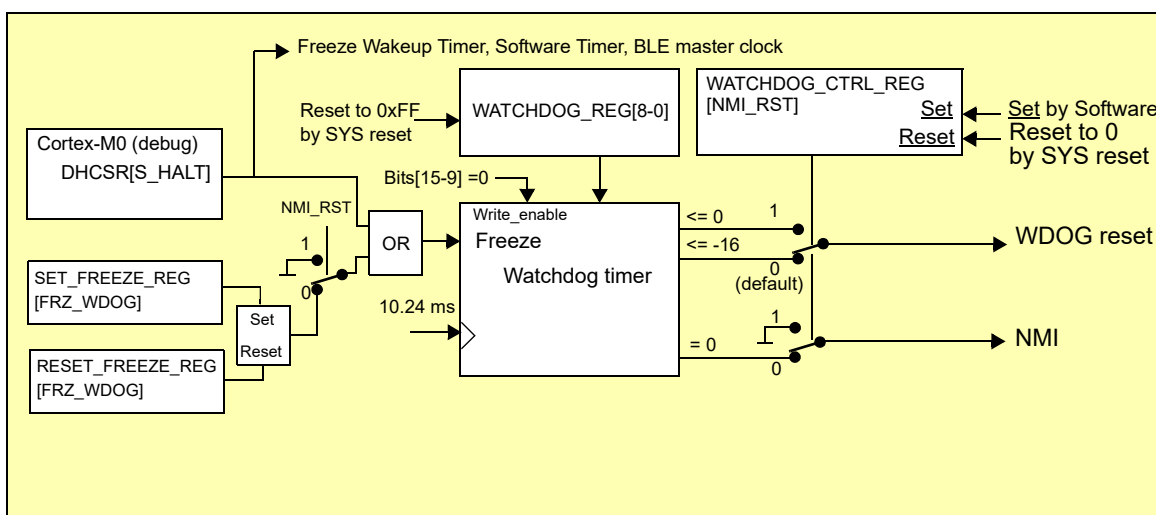 Freeze Wakeup Timer, Software Timer, BLE master clock
Reset to 0xFF
by SYS reset
WATCHDOG_REG[8-0]
WATCHDOG_CTRL_REG
[NMI_RST]
Set
Reset
Set by Software
Reset to 0
by SYS reset
Cortex-M0 (debug)
DHCSR[S_HALT]
Bits[15-9] =0
NMI_RST
1
0
OR
Write_enable
Freeze
Watchdog timer
10.24 ms
<= 0
<= -16
= 0
1
0
(default)
WDOG reset
1
0
NMI
SET_FREEZE_REG
[FRZ_WDOG]
Set
Reset
RESET_FREEZE_REG
[FRZ_WDOG]